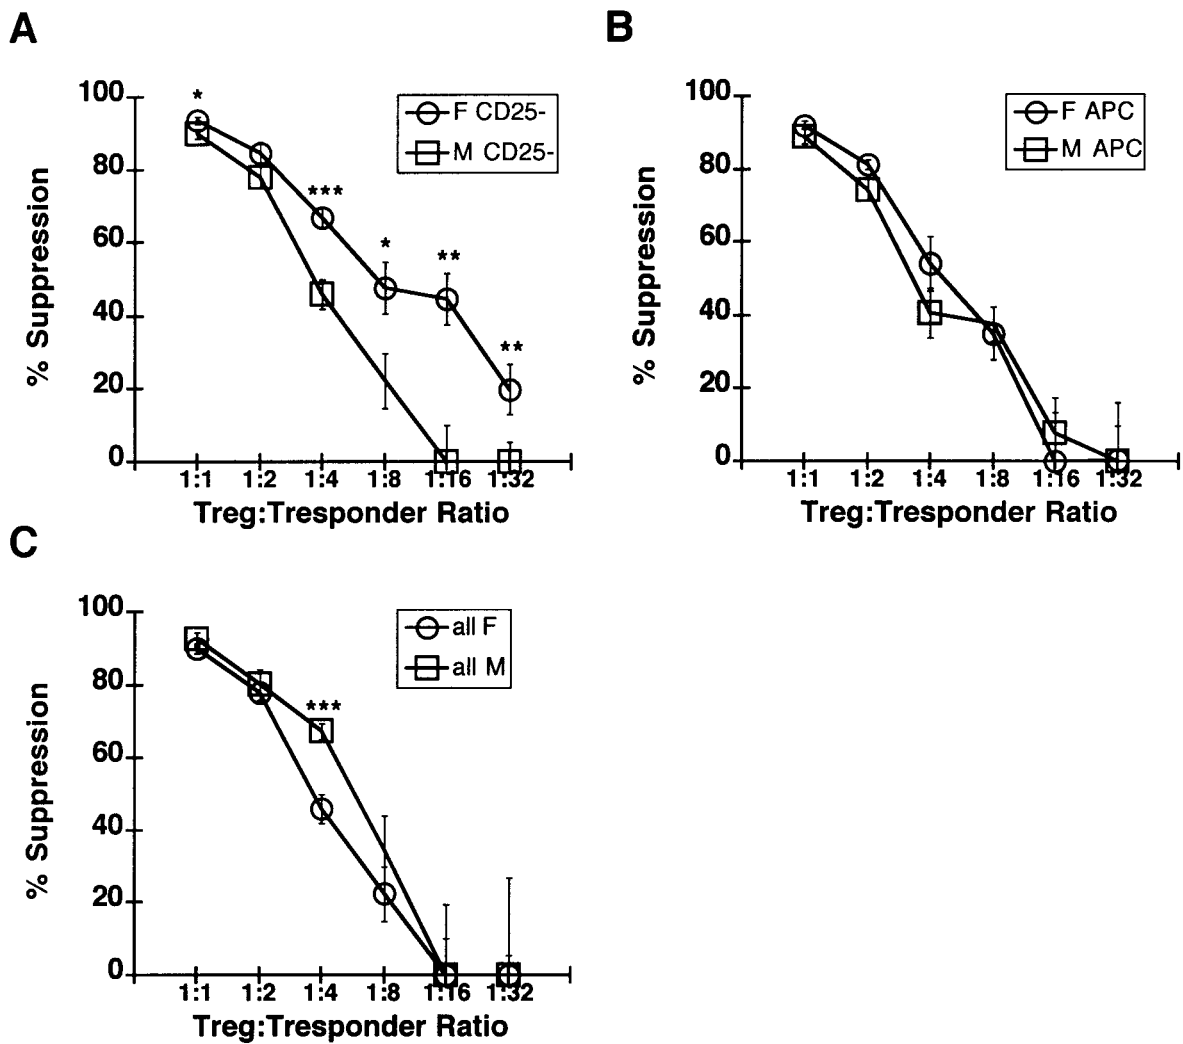 A
B
100
80
60
40
20
0
% Suppression
*
***
*
**
**
F CD25-
M CD25-
1:1 1:2 1:4 1:8 1:16 1:32
Treg:Tresponder Ratio
100
80
60
40
20
0
% Suppression
F APC
M APC
1:1 1:2 1:4 1:8 1:16 1:32
Treg:Tresponder Ratio
C
100
80
60
40
20
0
% Suppression
***
all F
all M
1:1 1:2 1:4 1:8 1:16 1:32
Treg:Tresponder Ratio